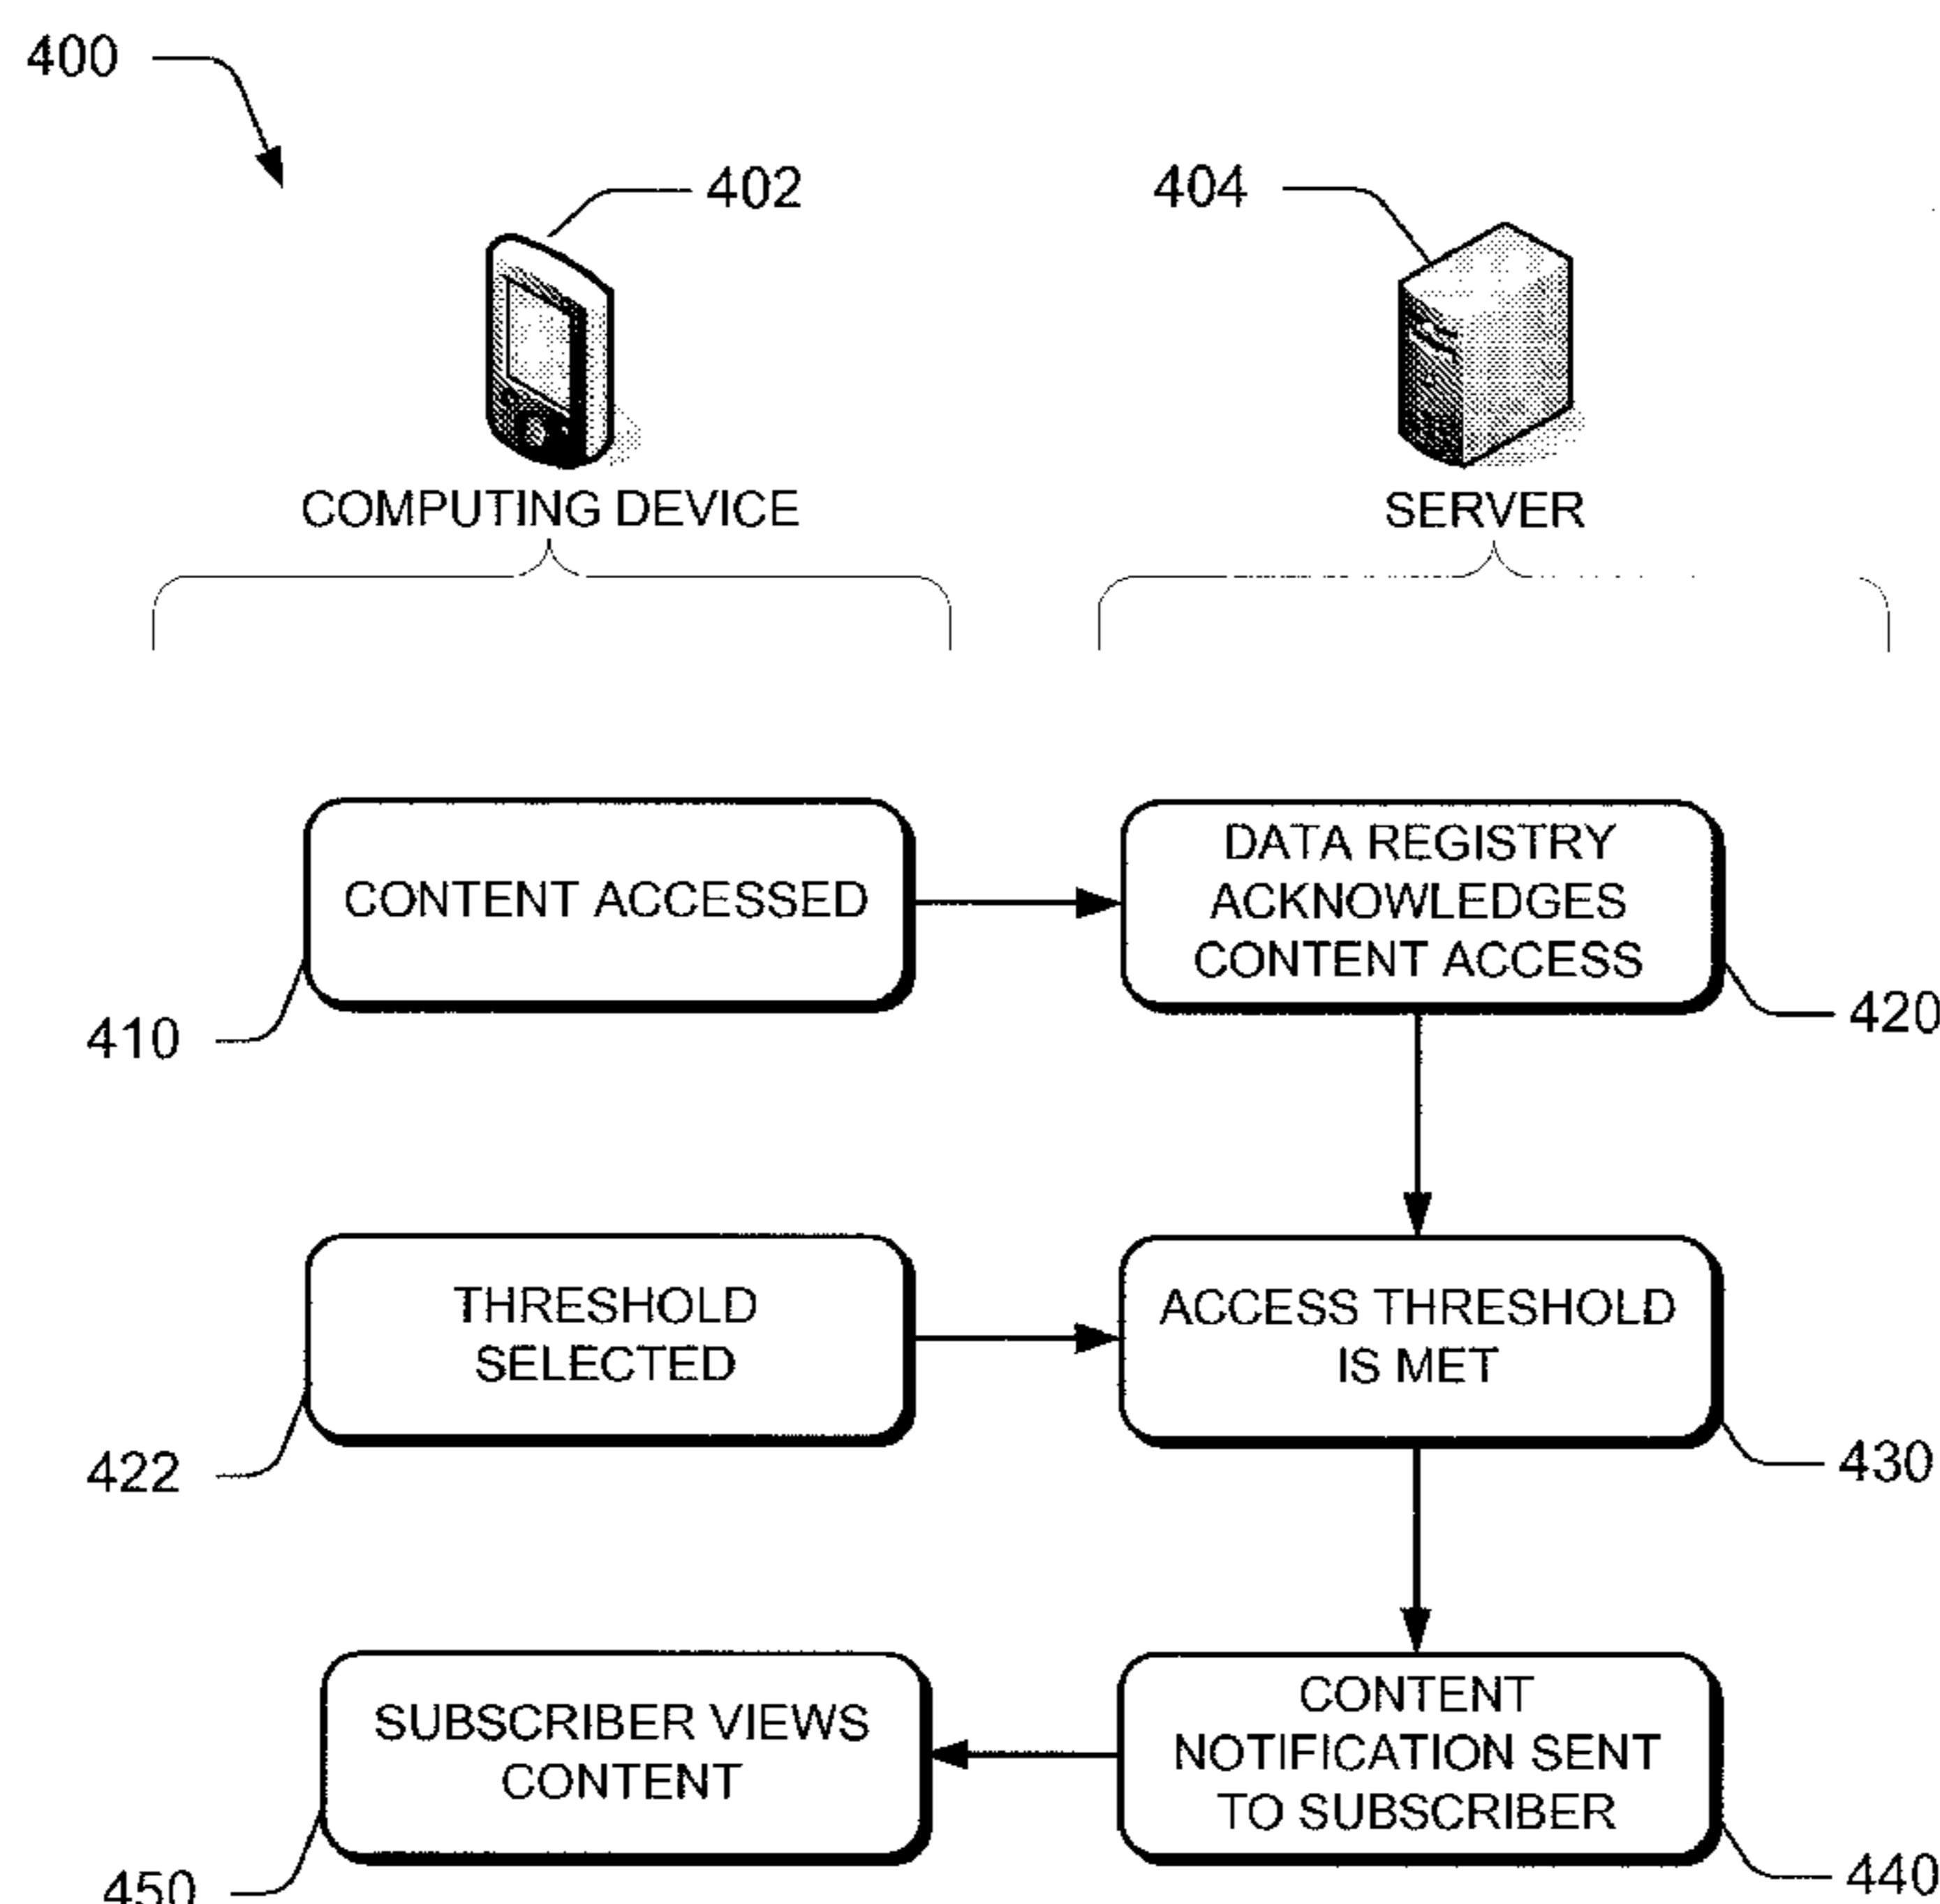 400
402
404
COMPUTING DEVICE
SERVER
CONTENT ACCESSED
DATA REGISTRY
ACKNOWLEDGES
CONTENT ACCESS
410
420
THRESHOLD
SELECTED
ACCESS THRESHOLD
IS MET
422
430
SUBSCRIBER VIEWS
CONTENT
CONTENT
NOTIFICATION SENT
TO SUBSCRIBER
450
440